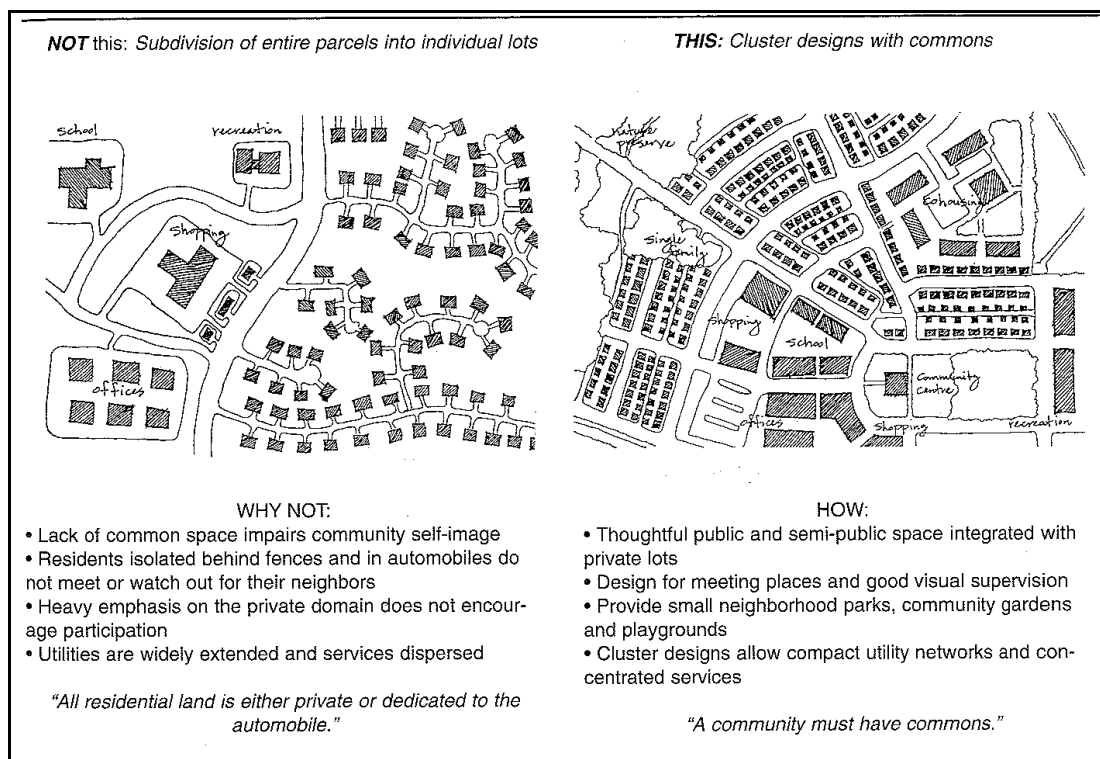 NOT this: Subdivision of entire parcels into individual lots
school
recreation
Shopping
offices
WHY NOT:
• Lack of common space impairs community self-image
• Residents isolated behind fences and in automobiles do
not meet or watch out for their neighbors
• Heavy emphasis on the private domain does not encour-
age participation
• Utilities are widely extended and services dispersed
"All residential land is either private or dedicated to the
automobile."
THIS: Cluster designs with commons
nature
preserve
Cohousing
Single
family
Shopping
School
Community
Centre
offices
Shopping
recreation
HOW:
• Thoughtful public and semi-public space integrated with
private lots
• Design for meeting places and good visual supervision
• Provide small neighborhood parks, community gardens
and playgrounds
• Cluster designs allow compact utility networks and con-
centrated services
"A community must have commons."